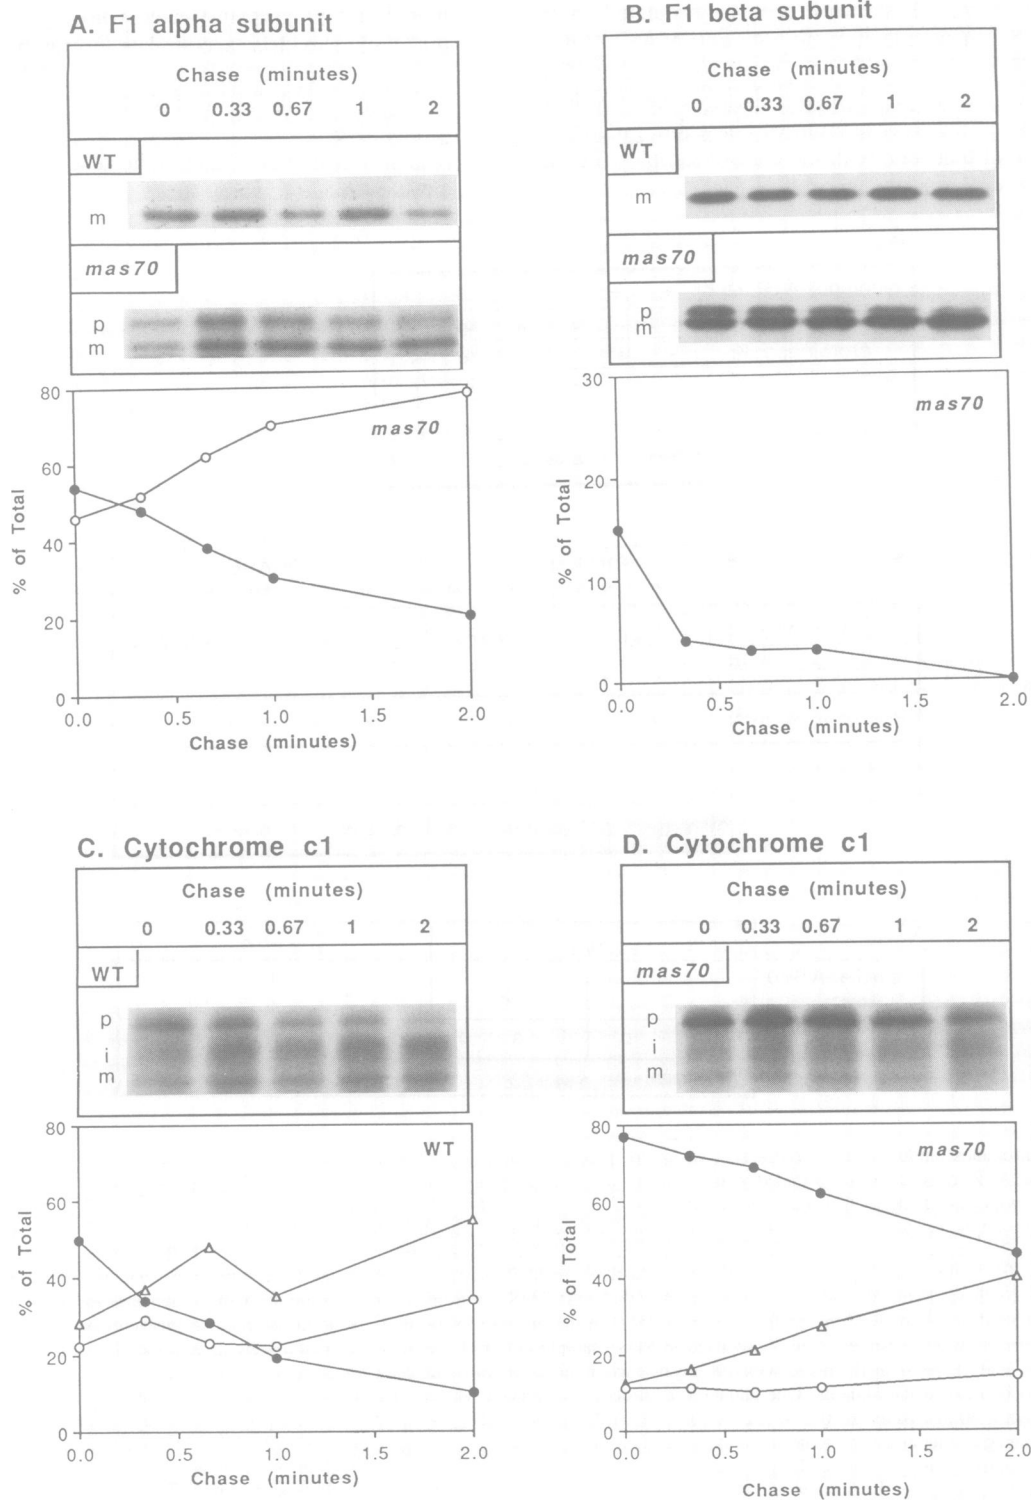 A. F1 alpha subunit
Chase (minutes)
0 0.33 0.67 1 2
WT
m
mas70
p
m
80
60
40
20
0
% of Total
mas70
0.0 0.5 1.0 1.5 2.0
Chase (minutes)
B. F1 beta subunit
Chase (minutes)
0 0.33 0.67 1 2
WT
m
mas70
p
m
30
20
10
0
% of Total
mas70
0.0 0.5 1.0 1.5 2.0
Chase (minutes)
C. Cytochrome c1
Chase (minutes)
0 0.33 0.67 1 2
WT
p
i
m
80
60
40
20
0
% of Total
WT
0.0 0.5 1.0 1.5 2.0
Chase (minutes)
D. Cytochrome c1
Chase (minutes)
0 0.33 0.67 1 2
mas70
p
i
m
80
60
40
20
0
% of Total
mas70
0.0 0.5 1.0 1.5 2.0
Chase (minutes)